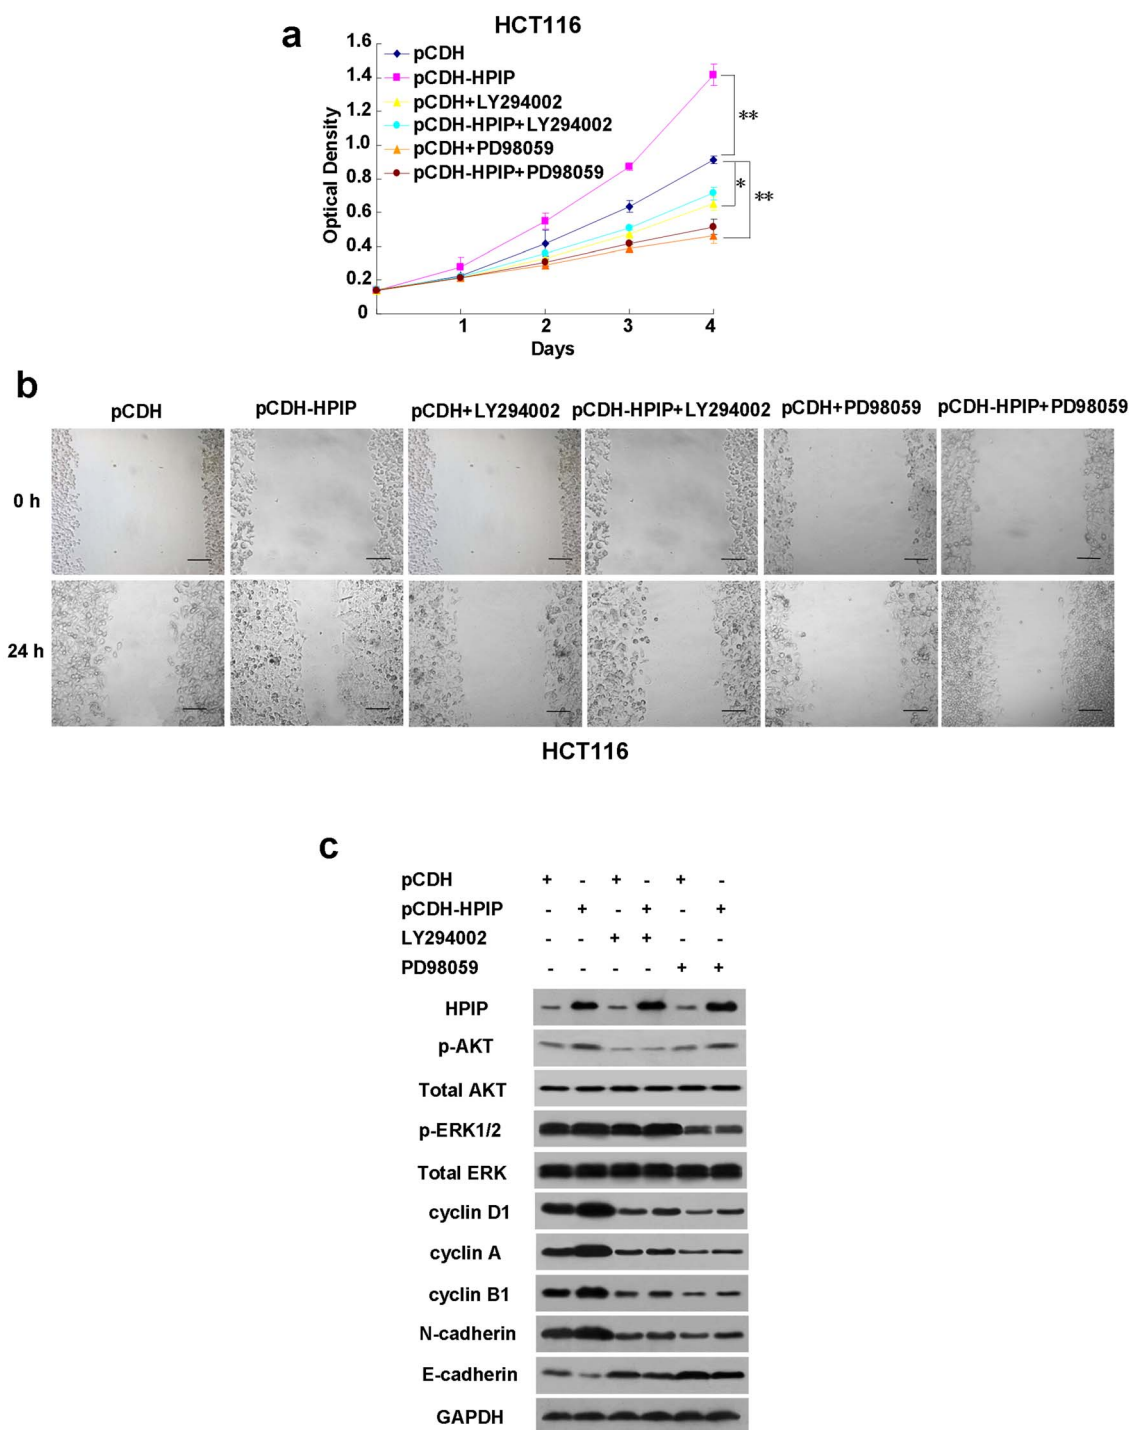 a
HCT116
1.6
1.4
1.2
1.0
0.8
0.6
0.4
0.2
0
Optical Density
pCDH
pCDH-HPIP
pCDH+LY294002
pCDH-HPIP+LY294002
pCDH+PD98059
pCDH-HPIP+PD98059
**
*
**
1 2 3 4
Days
b
pCDH pCDH-HPIP pCDH+LY294002 pCDH-HPIP+LY294002 pCDH+PD98059 pCDH-HPIP+PD98059
0 h
24 h
HCT116
c
pCDH + - + - + -
pCDH-HPIP - + - + - +
LY294002 - - + + - -
PD98059 - - - - + +
HPIP
p-AKT
Total AKT
p-ERK1/2
Total ERK
cyclin D1
cyclin A
cyclin B1
N-cadherin
E-cadherin
GAPDH